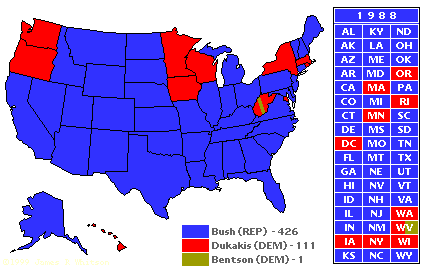 1988
AL KY ND
AK LA OH
AZ ME OK
AR MD OR
CA MA PA
CO MI RI
CT MN SC
DE MS SD
DC MO TN
FL MT TX
GA NE UT
HI NV VT
ID NH VA
IL NJ WA
IN NM WV
IA NY WI
KS NC WY
Bush (REP) - 426
Dukakis (DEM) - 111
Bentson (DEM) - 1